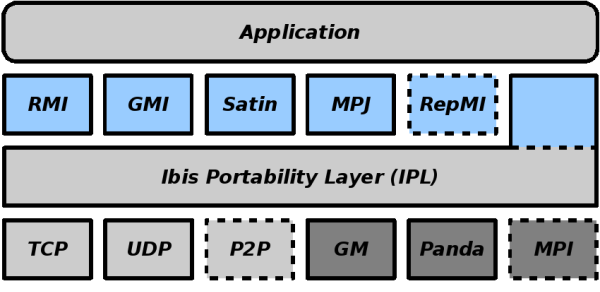 Application
RMI GMI Satin MPJ RepMI
Ibis Portability Layer (IPL)
TCP UDP P2P GM Panda MPI